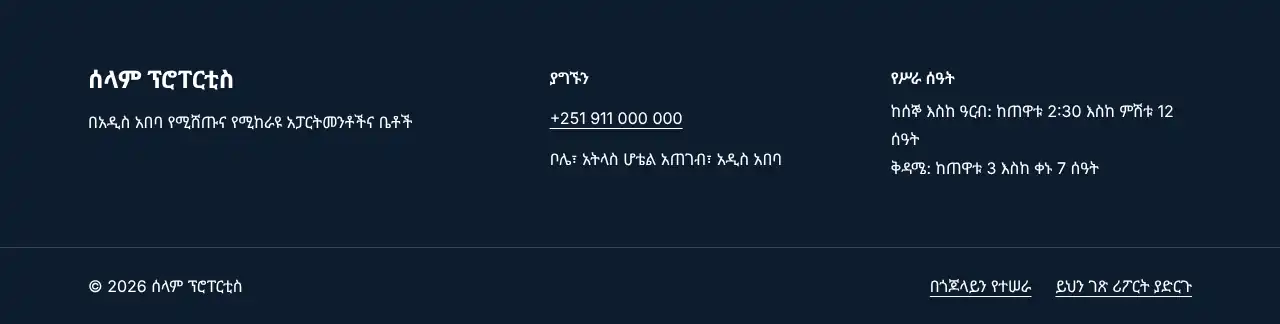 ሰላም ፕሮፐርቲስ
በአዲስ አበባ የሚሸጡና የሚከራዩ አፓርትመንቶችና ቤቶች
ያግኙን
+251 911 000 000
ቦሌ፣ አትላስ ሆቴል አጠገብ፣ አዲስ አበባ
የሥራ ሰዓት
ከሰኞ እስከ ዓርብ: ከጠዋቱ 2:30 እስከ ምሽቱ 12
ሰዓት
ቅዳሜ: ከጠዋቱ 3 እስከ ቀኑ 7 ሰዓት
© 2026 ሰላም ፕሮፐርቲስ
በጎጆላይን የተሠራ
ይህን ገጽ ሪፖርት ያድርጉ